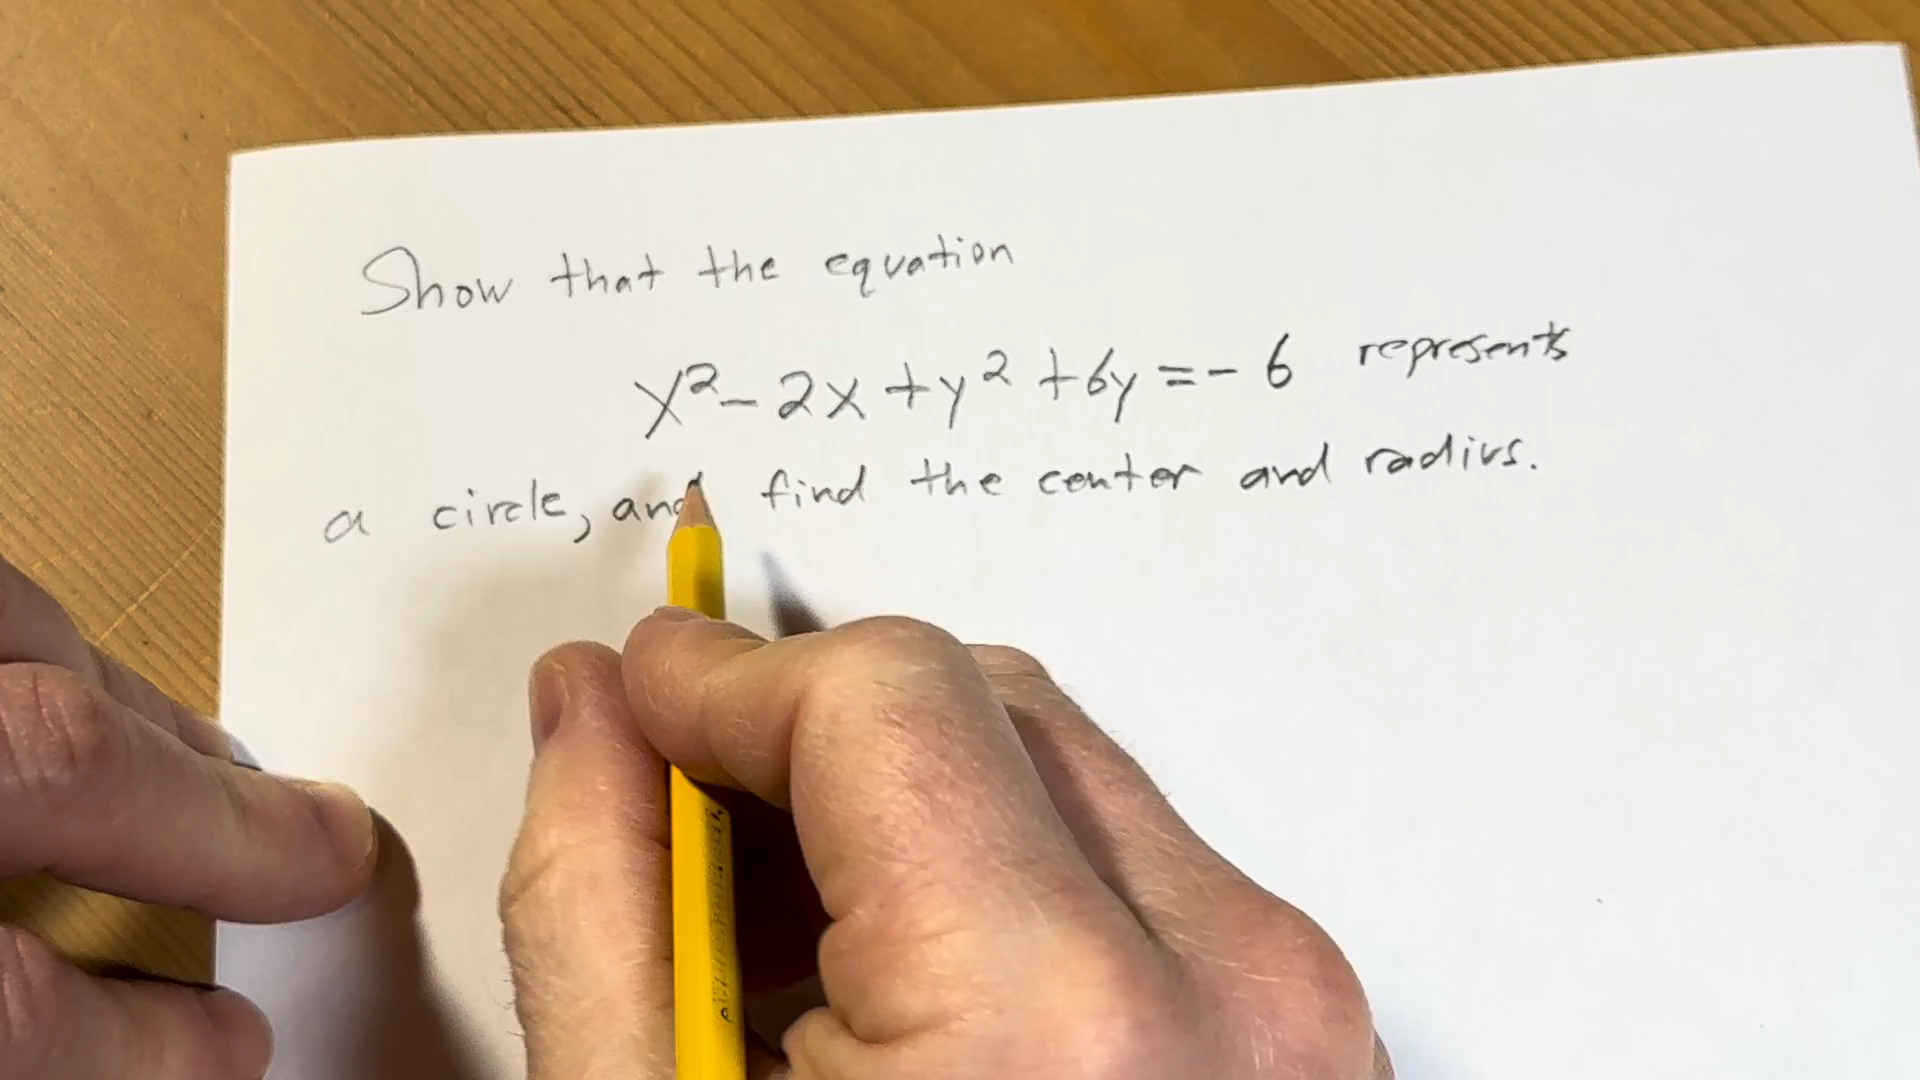 Show that the equation
x² - 2x + y² + 6y = - 6 represents
a circle, and find the center and radius.